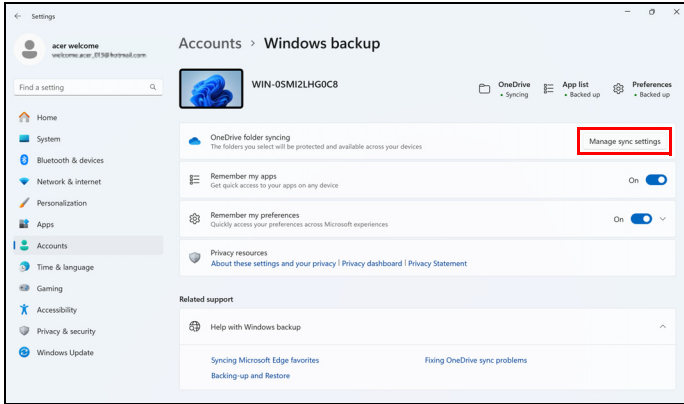 Settings
acer welcome
Find a setting
Home
System
Bluetooth & devices
Network & internet
Personalization
Apps
Accounts
Time & language
Gaming
Accessibility
Privacy & security
Windows Update
Accounts > Windows backup
WIN-0SMI2LHG0C8
OneDrive
• Syncing
App list
• Backed up
Preferences
• Backed up
OneDrive folder syncing
The folders you select will be protected and available across your devices
Manage sync settings
Remember my apps
Get quick access to your apps on any device
On
Remember my preferences
Quickly access your preferences across Microsoft experiences
On
Privacy resources
About these settings and your privacy | Privacy dashboard | Privacy Statement
Related support
Help with Windows backup
Syncing Microsoft Edge favorites
Fixing OneDrive sync problems
Backing-up and Restore